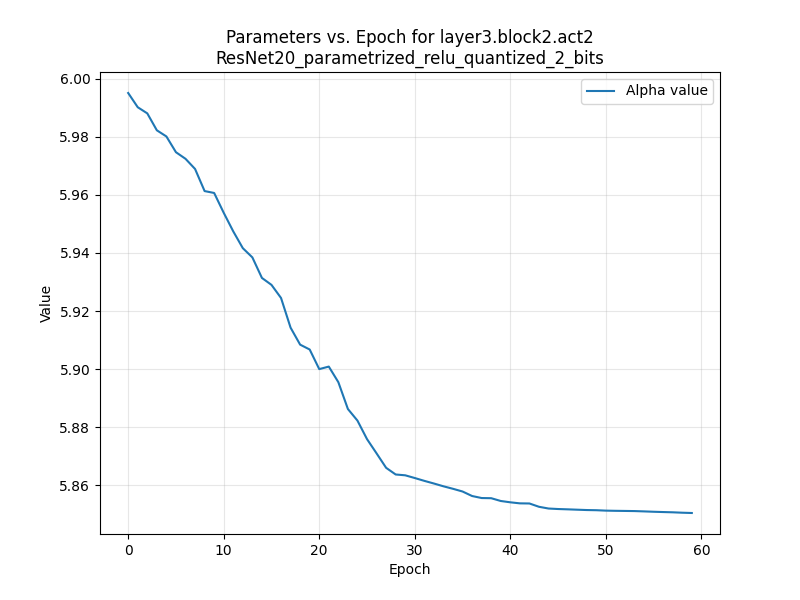 Parameters vs. Epoch for layer3.block2.act2
ResNet20_parametrized_relu_quantized_2_bits
Alpha value
6.00
5.98
5.96
5.94
5.92
5.90
5.88
5.86
Value
0 10 20 30 40 50 60
Epoch